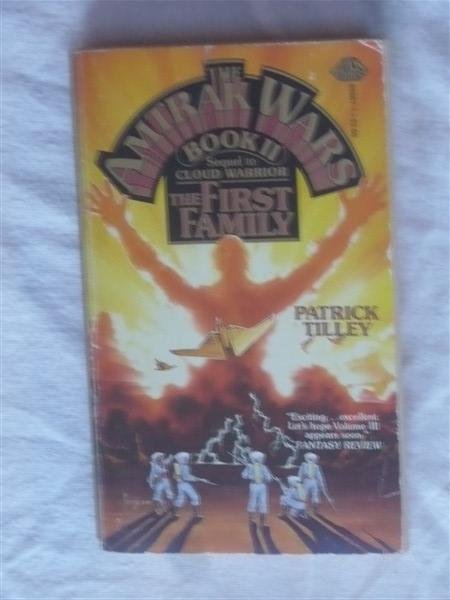 THE
AMTRAK WARS
BOOK II
Sequel to
CLOUD WARRIOR
THE FIRST
FAMILY
PATRICK
TILLEY
"Exciting. . . excellent.
Let's hope Volume III
appears soon."
FANTASY REVIEW